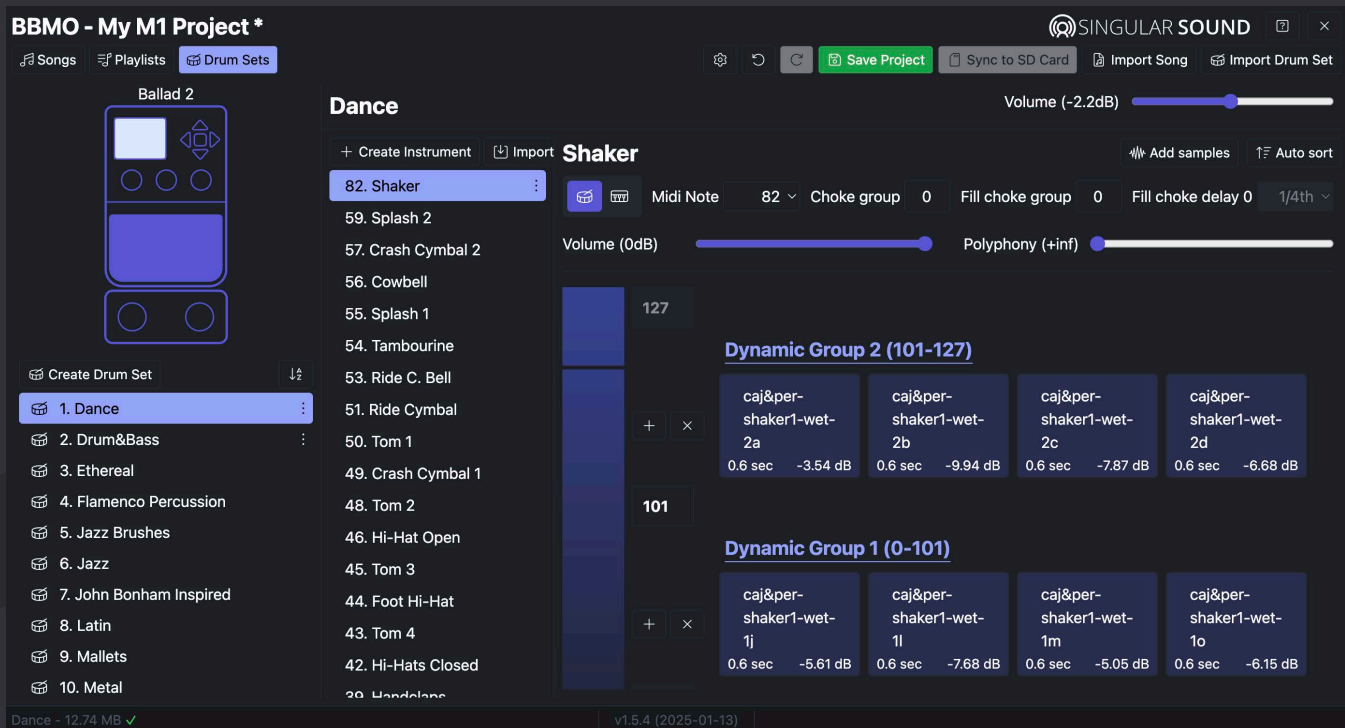 BBMO - My M1 Project *
SINGULAR SOUND
Songs
Playlists
Drum Sets
Save Project
Sync to SD Card
Import Song
Import Drum Set
Ballad 2
Create Drum Set
1. Dance
2. Drum&Bass
3. Ethereal
4. Flamenco Percussion
5. Jazz Brushes
6. Jazz
7. John Bonham Inspired
8. Latin
9. Mallets
10. Metal
Dance
Volume (-2.2dB)
Create Instrument
Import
82. Shaker
59. Splash 2
57. Crash Cymbal 2
56. Cowbell
55. Splash 1
54. Tambourine
53. Ride C. Bell
51. Ride Cymbal
50. Tom 1
49. Crash Cymbal 1
48. Tom 2
46. Hi-Hat Open
45. Tom 3
44. Foot Hi-Hat
43. Tom 4
42. Hi-Hats Closed
39. Handclaps
Shaker
Add samples
Auto sort
Midi Note 82 Choke group 0 Fill choke group 0 Fill choke delay 0 1/4th
Volume (0dB) Polyphony (+inf)
127
Dynamic Group 2 (101-127)
caj&per-
shaker1-wet-
2a
0.6 sec -3.54 dB
caj&per-
shaker1-wet-
2b
0.6 sec -9.94 dB
caj&per-
shaker1-wet-
2c
0.6 sec -7.87 dB
caj&per-
shaker1-wet-
2d
0.6 sec -6.68 dB
101
Dynamic Group 1 (0-101)
caj&per-
shaker1-wet-
1j
0.6 sec -5.61 dB
caj&per-
shaker1-wet-
1l
0.6 sec -7.68 dB
caj&per-
shaker1-wet-
1m
0.6 sec -5.05 dB
caj&per-
shaker1-wet-
1o
0.6 sec -6.15 dB
Dance - 12.74 MB
v1.5.4 (2025-01-13)